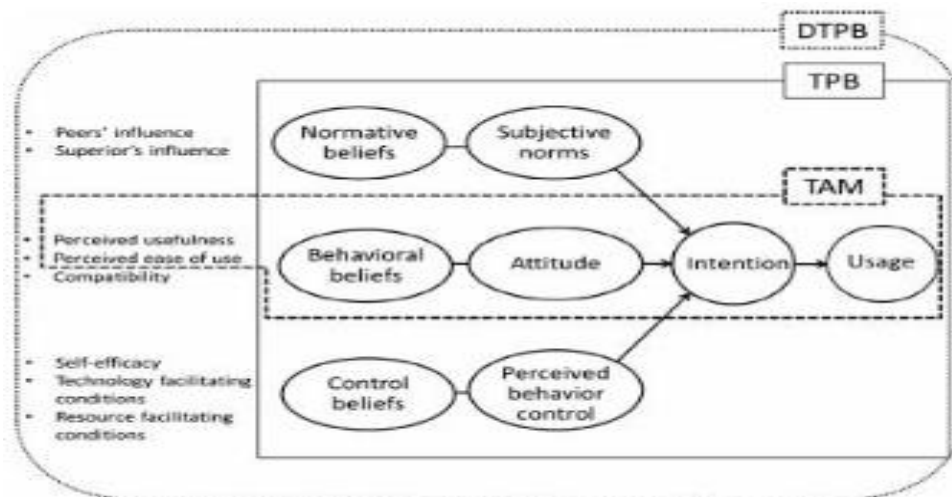 DTPB
TPB
• Peers' influence
• Superior's influence
Normative
beliefs
Subjective
norms
TAM
• Perceived usefulness
• Perceived ease of use
• Compatibility
Behavioral
beliefs
Attitude
Intention
Usage
• Self-efficacy
• Technology facilitating
conditions
• Resource facilitating
conditions
Control
beliefs
Perceived
behavior
control